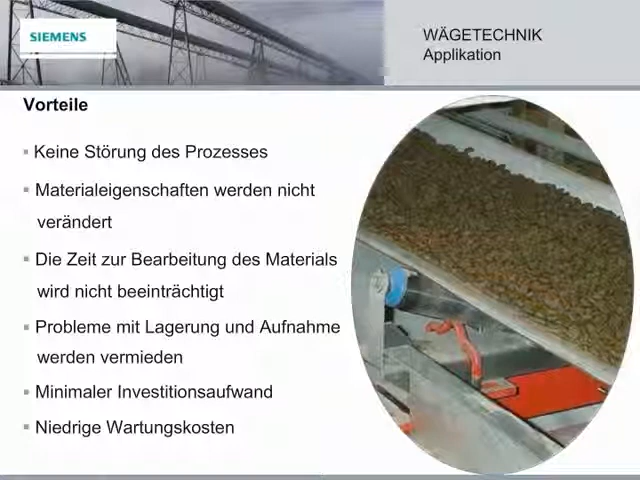 SIEMENS
WÄGETECHNIK
Applikation
Vorteile
Keine Störung des Prozesses
Materialeigenschaften werden nicht
verändert
Die Zeit zur Bearbeitung des Materials
wird nicht beeinträchtigt
Probleme mit Lagerung und Aufnahme
werden vermieden
Minimaler Investitionsaufwand
Niedrige Wartungskosten